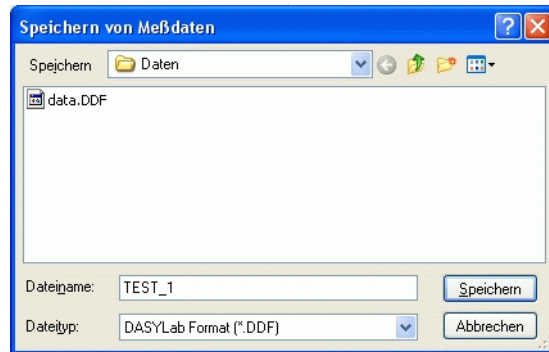 Speichern von Meßdaten
Speichern Daten
data.DDF
Dateiname: TEST_1 Speichern
Dateityp: DASYLab Format (*.DDF) Abbrechen